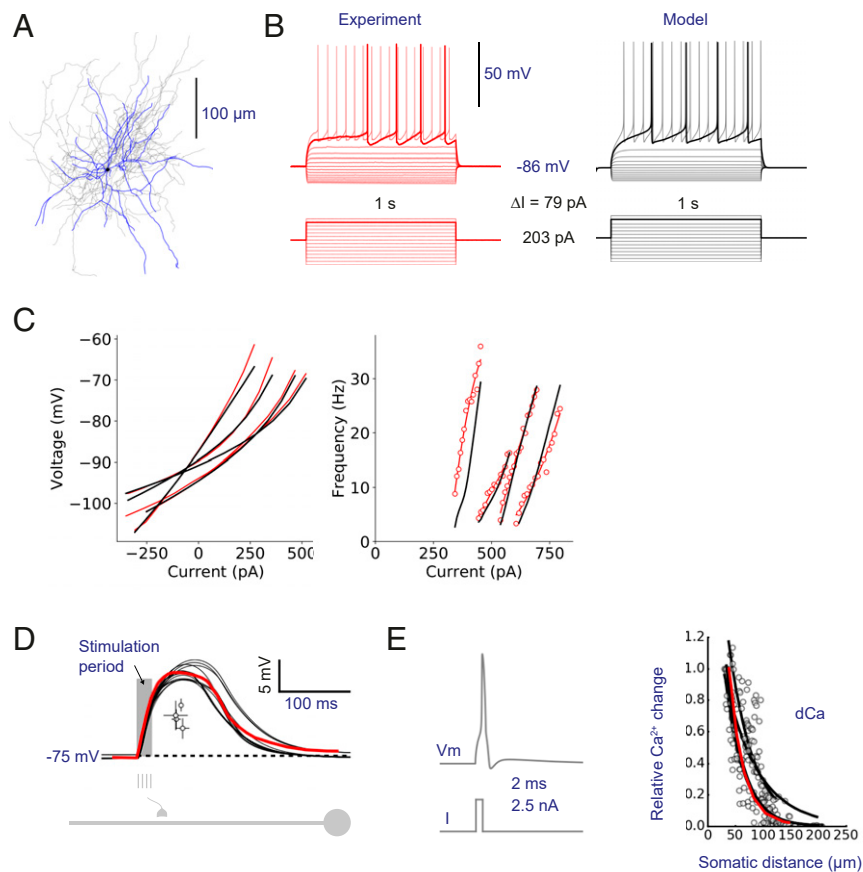 A
100 µm
B
Experiment
Model
50 mV
-86 mV
1 s
ΔI = 79 pA
1 s
203 pA
C
−60
−70
−80
−90
−100
Voltage (mV)
−250
0
250
500
Current (pA)
30
20
10
0
Frequency (Hz)
0
250
500
750
Current (pA)
D
Stimulation
period
5 mV
100 ms
-75 mV
E
Vm
2 ms
2.5 nA
I
1.2
1.0
0.8
0.6
0.4
0.2
0.0
Relative Ca²⁺ change
dCa
0
50
100
150
200
250
Somatic distance (µm)